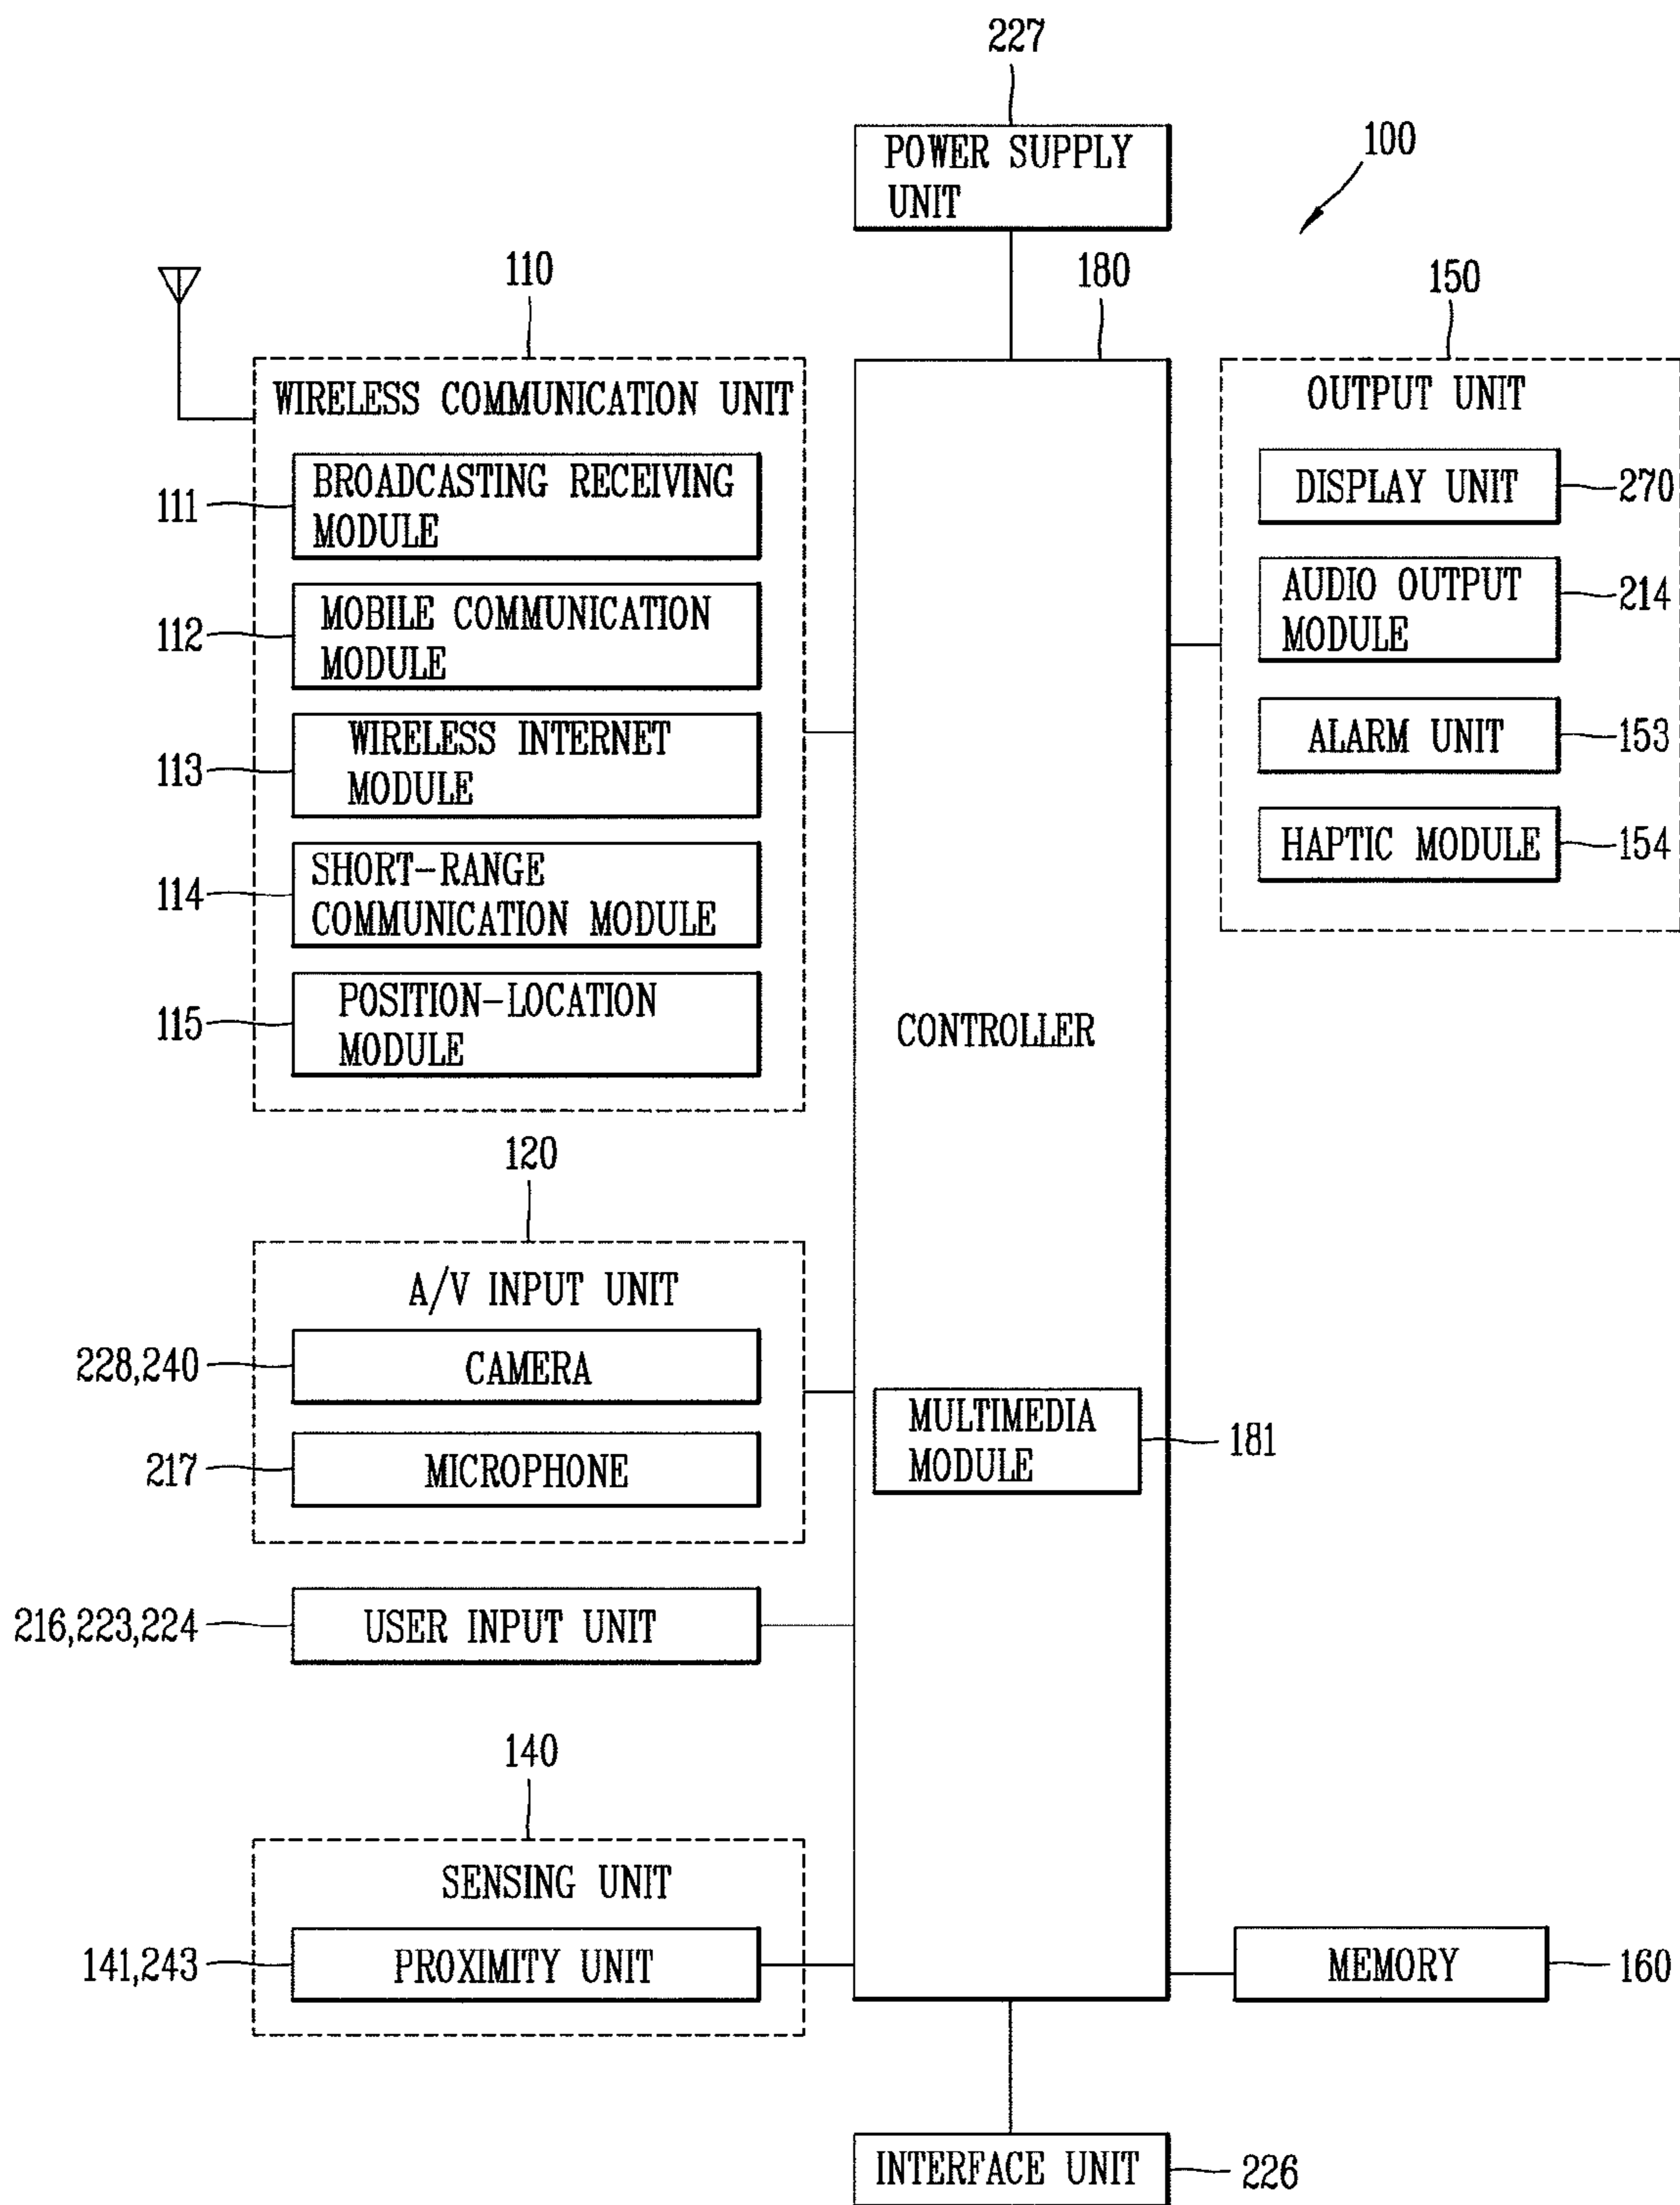 227
POWER SUPPLY
UNIT
100
110
180
150
WIRELESS COMMUNICATION UNIT
111
BROADCASTING RECEIVING
MODULE
112
MOBILE COMMUNICATION
MODULE
113
WIRELESS INTERNET
MODULE
114
SHORT-RANGE
COMMUNICATION MODULE
115
POSITION-LOCATION
MODULE
OUTPUT UNIT
DISPLAY UNIT
270
AUDIO OUTPUT
MODULE
214
ALARM UNIT
153
HAPTIC MODULE
154
CONTROLLER
120
A/V INPUT UNIT
228,240
CAMERA
217
MICROPHONE
MULTIMEDIA
MODULE
181
216,223,224
USER INPUT UNIT
140
SENSING UNIT
141,243
PROXIMITY UNIT
MEMORY
160
INTERFACE UNIT
226